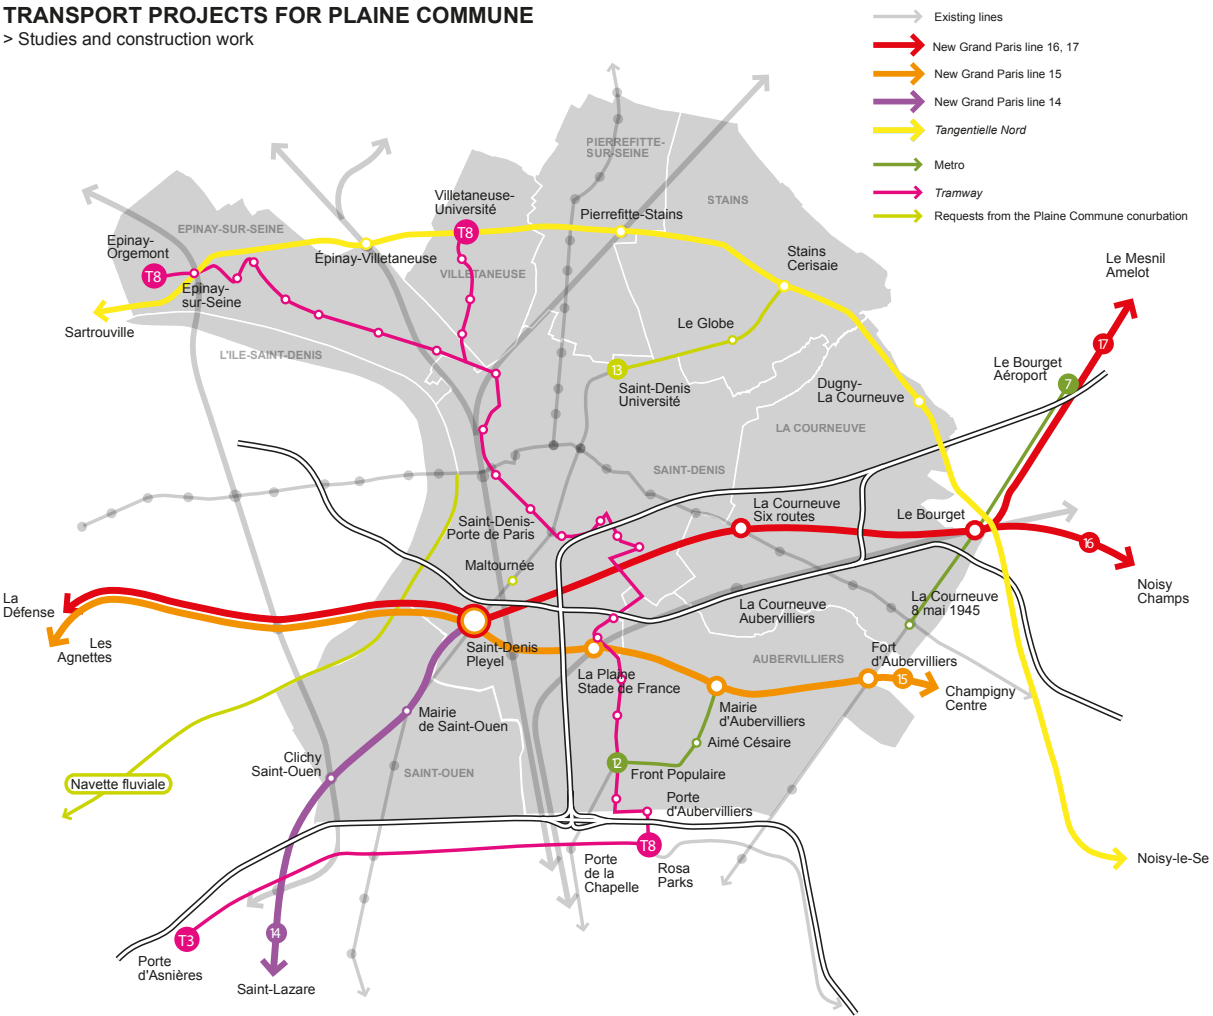 TRANSPORT PROJECTS FOR PLAINE COMMUNE
> Studies and construction work
Existing lines
New Grand Paris line 16, 17
New Grand Paris line 15
New Grand Paris line 14
Tangentielle Nord
Metro
Tramway
Requests from the Plaine Commune conurbation
PIERREFITTE-
SUR-SEINE
STAINS
Villetaneuse-
Université
T8
Pierrefitte-Stains
EPINAY-SUR-SEINE
Epinay-
Orgemont
T8
Épinay-Villetaneuse
VILLETANEUSE
Stains
Cerisaie
Le Mesnil
Amelot
Epinay-
sur-Seine
Sartrouville
Le Globe
L'ILE-SAINT-DENIS
17
Le Bourget
Aéroport
7
13
Saint-Denis
Université
Dugny-
La Courneuve
LA COURNEUVE
SAINT-DENIS
La Courneuve
Six routes
Le Bourget
Saint-Denis-
Porte de Paris
16
Maltournée
Noisy
Champs
La
Défense
La Courneuve
Aubervilliers
La Courneuve
8 mai 1945
Les
Agnettes
Saint-Denis
Pleyel
AUBERVILLIERS
Fort
d'Aubervilliers
15
La Plaine
Stade de France
Champigny
Centre
Mairie
de Saint-Ouen
Mairie
d'Aubervilliers
Aimé Césaire
Clichy
Saint-Ouen
SAINT-OUEN
12
Front Populaire
Navette fluviale
Porte
d'Aubervilliers
T8
Porte
de la
Chapelle
Rosa
Parks
Noisy-le-Se
T3
14
Porte
d'Asnières
Saint-Lazare